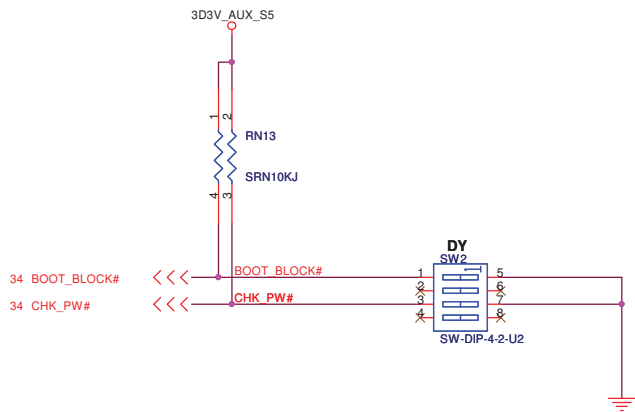 3D3V_AUX_S5
1 2
RN13
SRN10KJ
4 3
DY
SW2
34 BOOT_BLOCK#
BOOT_BLOCK#
1 1 5
2 6
34 CHK_PW#
CHK_PW#
3 7
4 8
SW-DIP-4-2-U2